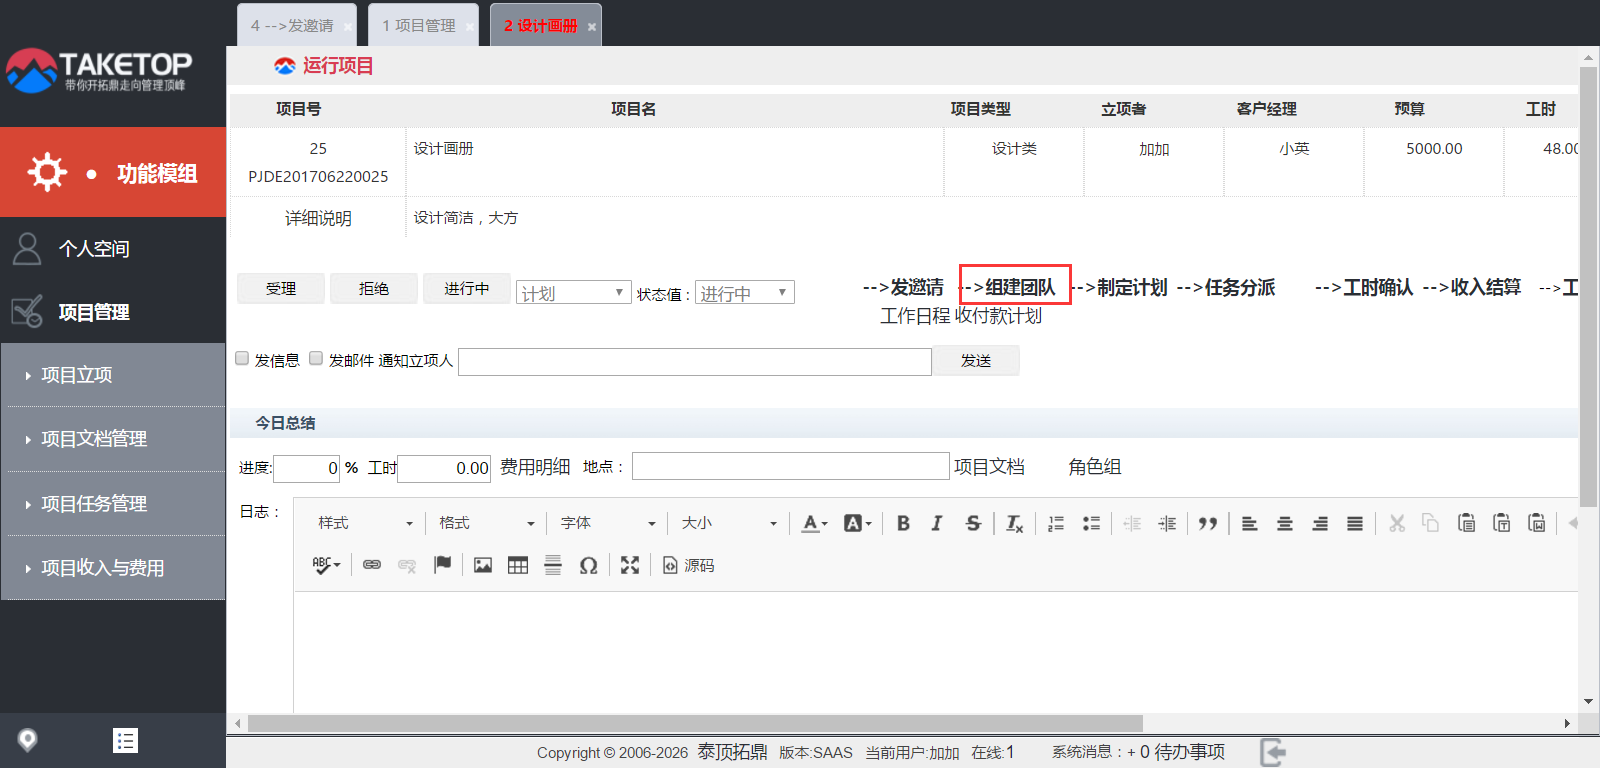 4 -->发邀请 × 1 项目管理 × 2 设计画册 ×
TAKETOP
带你开拓鼎走向管理顶峰
运行项目
项目号 项目名 项目类型 立项者 客户经理 预算 工时
25
PJDE201706220025
设计画册 设计类 加加 小英 5000.00 48.00
详细说明 设计简洁，大方
功能模组
个人空间
项目管理
项目立项
项目文档管理
项目任务管理
项目收入与费用
受理 拒绝 进行中 计划 状态值： 进行中
-->发邀请 -->组建团队 -->制定计划 -->任务分派 -->工时确认 -->收入结算 -->工
工作日程 收付款计划
发信息 发邮件 通知立项人 发送
今日总结
进度: 0 % 工时 0.00 费用明细 地点： 项目文档 角色组
日志：
样式 格式 字体 大小
源码
Copyright © 2006-2026 泰顶拓鼎 版本:SAAS 当前用户:加加 在线:1 系统消息：+ 0 待办事项